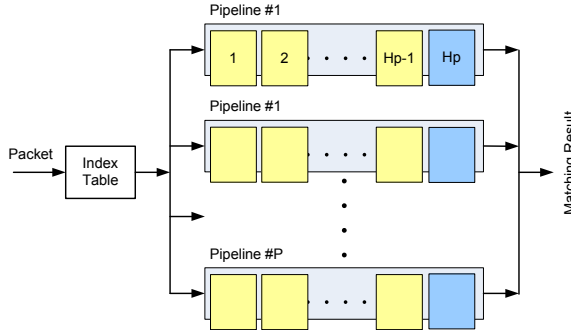 Pipeline #1
1 2 . . . . Hp-1 Hp
Pipeline #1
. . . .
Packet
Index
Table
Matching Result
Pipeline #P
. . . .